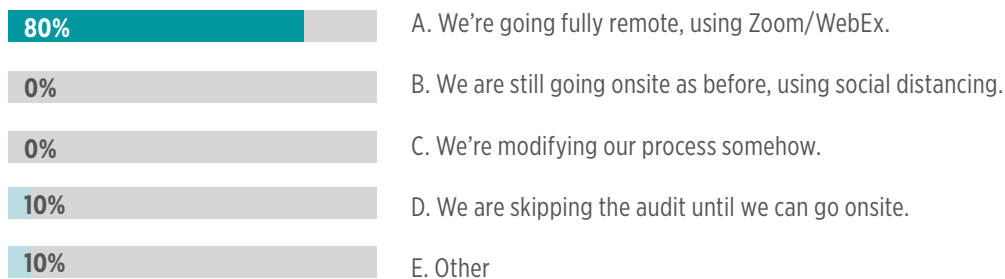 80% A. We’re going fully remote, using Zoom/WebEx.
0% B. We are still going onsite as before, using social distancing.
0% C. We’re modifying our process somehow.
10% D. We are skipping the audit until we can go onsite.
10% E. Other